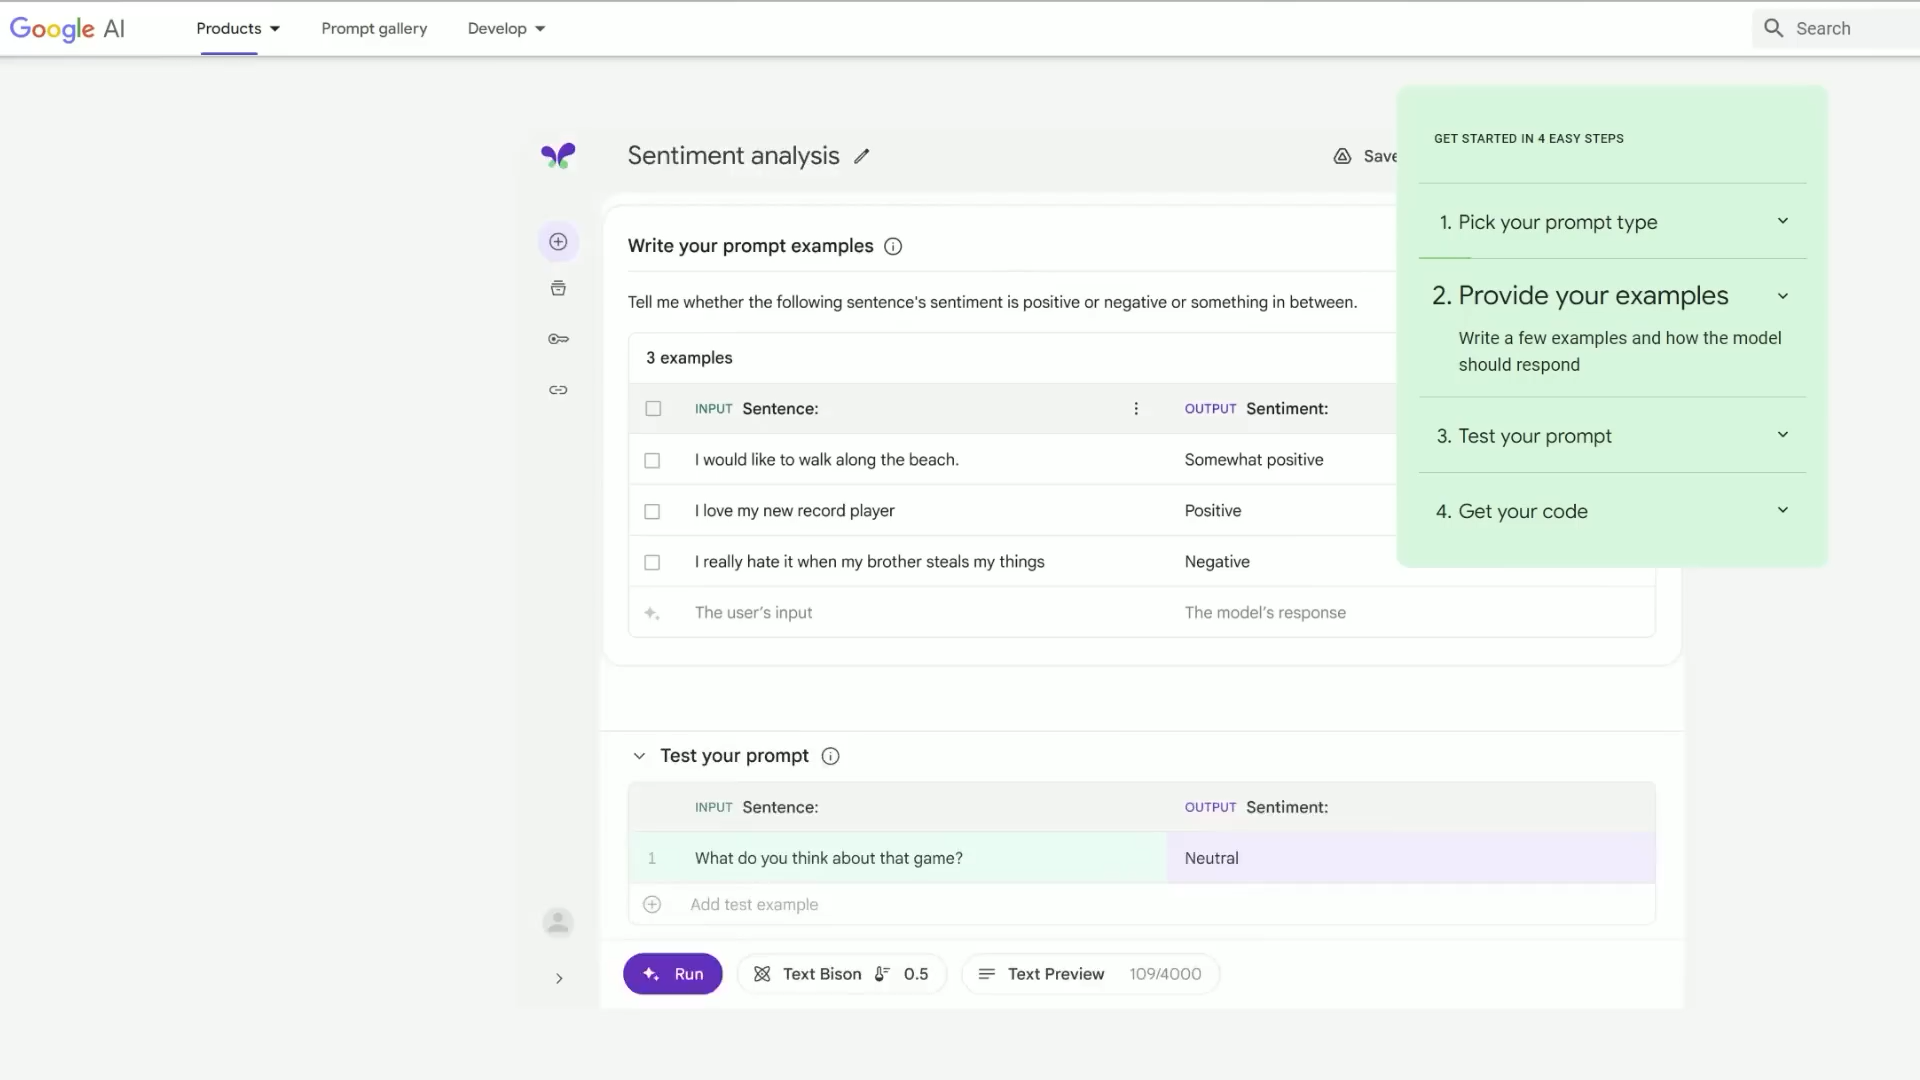 Google AI
Products
Prompt gallery
Develop
Search
Sentiment analysis
Save
GET STARTED IN 4 EASY STEPS
1. Pick your prompt type
2. Provide your examples
Write a few examples and how the model
should respond
3. Test your prompt
4. Get your code
Write your prompt examples
Tell me whether the following sentence's sentiment is positive or negative or something in between.
3 examples
INPUT Sentence: OUTPUT Sentiment:
I would like to walk along the beach. Somewhat positive
I love my new record player Positive
I really hate it when my brother steals my things Negative
The user's input The model's response
Test your prompt
INPUT Sentence: OUTPUT Sentiment:
1 What do you think about that game? Neutral
Add test example
Run
Text Bison 0.5
Text Preview 109/4000